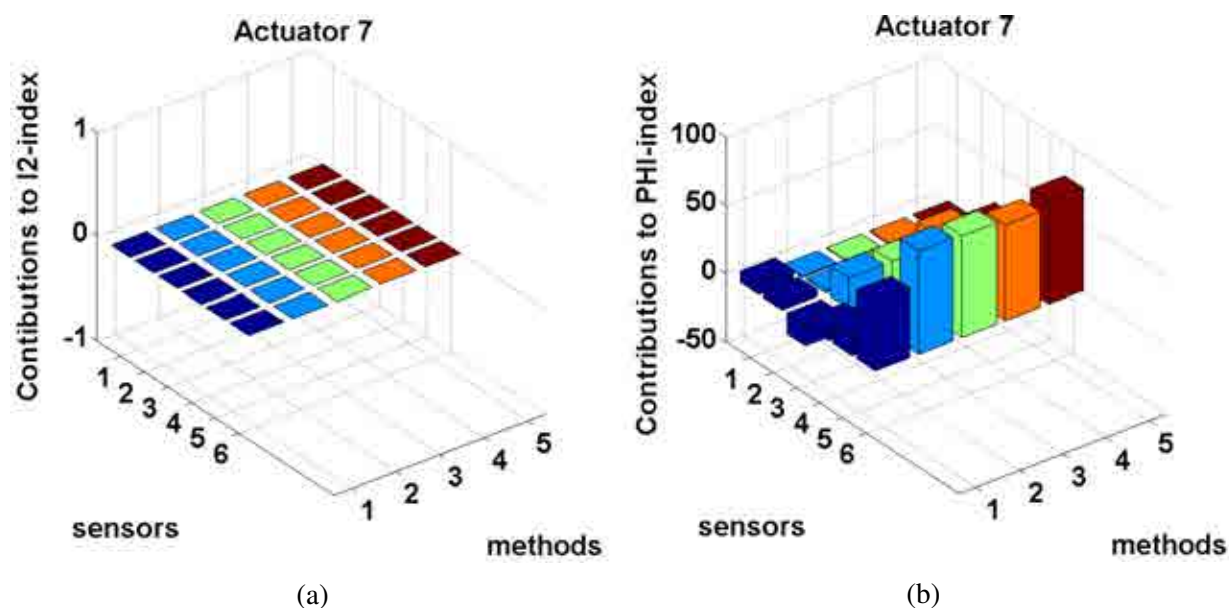 Actuator 7
Contibutions to I2-index
1
0
-1
1
2
3
4
5
6
sensors
1
2
3
4
5
methods
(a)
Actuator 7
Contributions to PHI-index
100
50
0
-50
1
2
3
4
5
6
sensors
1
2
3
4
5
methods
(b)